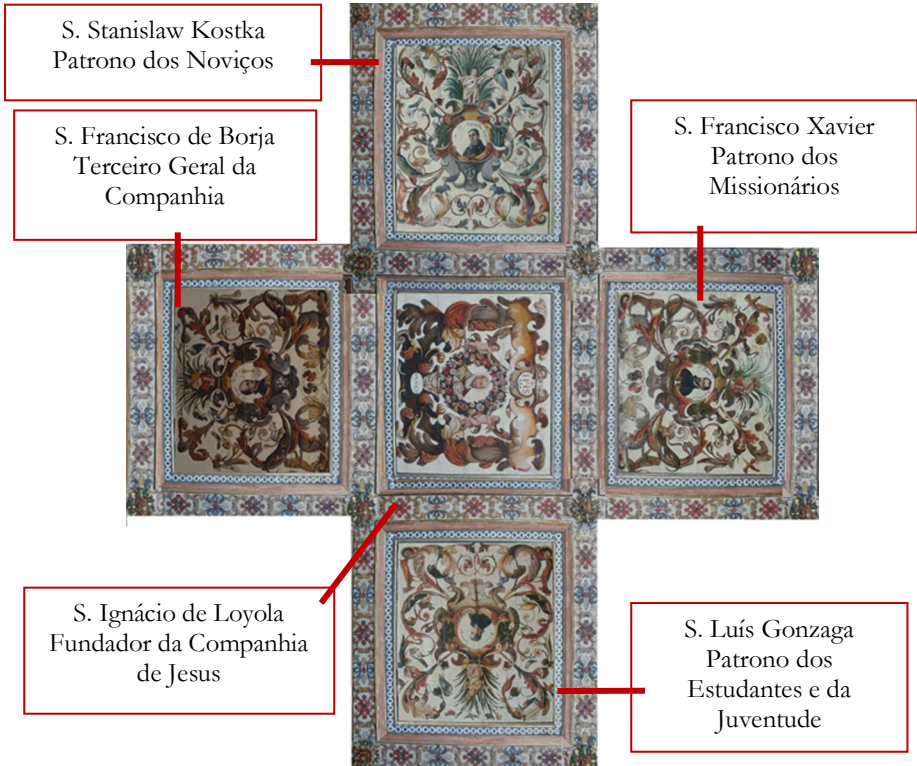 S. Stanislaw Kostka
Patrono dos Noviços
S. Francisco de Borja
Terceiro Geral da
Companhia
S. Francisco Xavier
Patrono dos
Missionários
S. Ignácio de Loyola
Fundador da Companhia
de Jesus
S. Luís Gonzaga
Patrono dos
Estudantes e da
Juventude